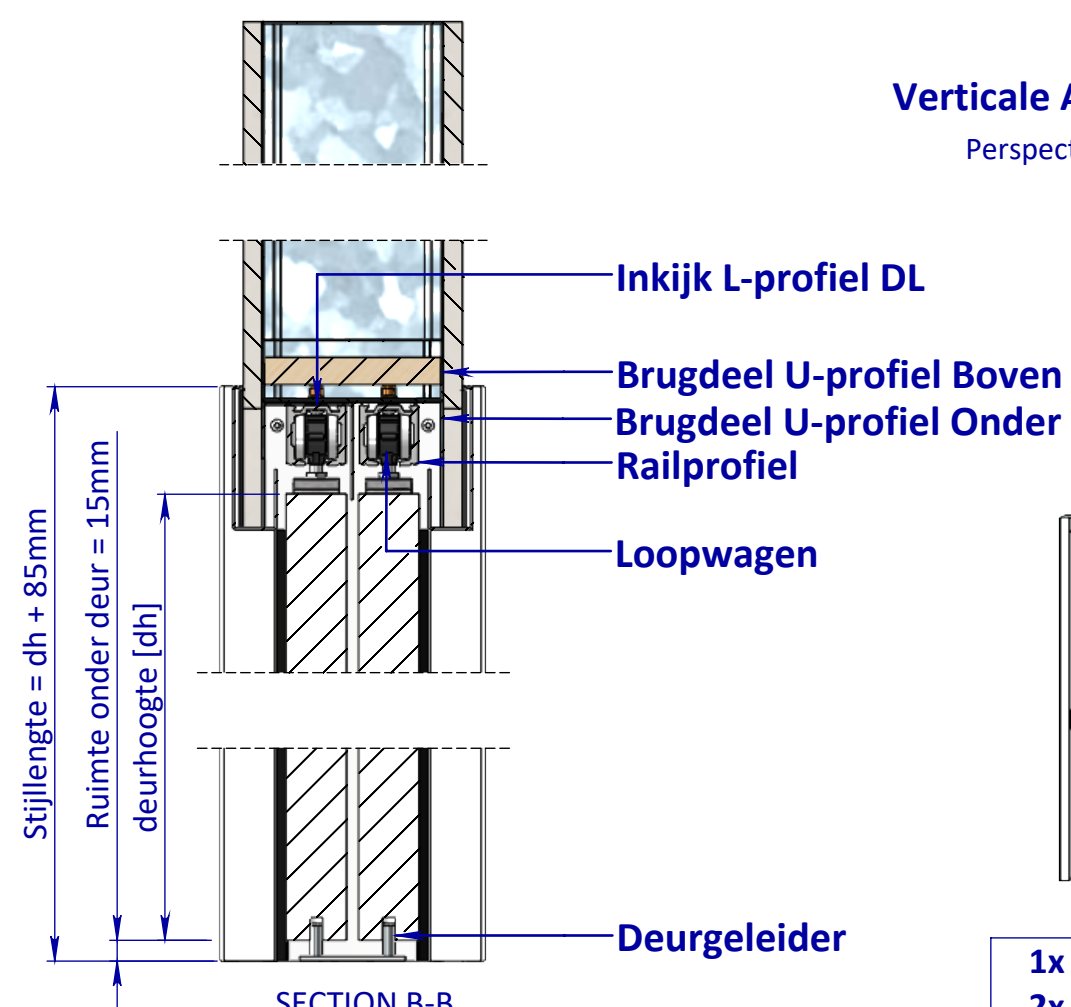 Verticale
Perspect
Inkijk L-profiel DL
Brugdeel U-profiel Boven
Brugdeel U-profiel Onder
Railprofiel
Loopwagen
Stijllengte = dh + 85mm
Ruimte onder deur = 15mm
deurhoogte [dh]
Deurgeleider
SECTION B-B
1x
2x